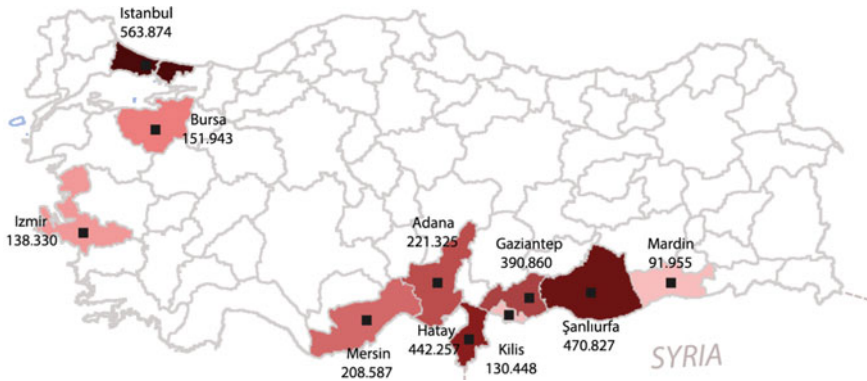 Istanbul
563.874
Bursa
151.943
Izmir
138.330
Adana
221.325
Gaziantep
390.860
Mardin
91.955
Mersin
208.587
Hatay
442.257
Kilis
130.448
Şanlıurfa
470.827
SYRIA